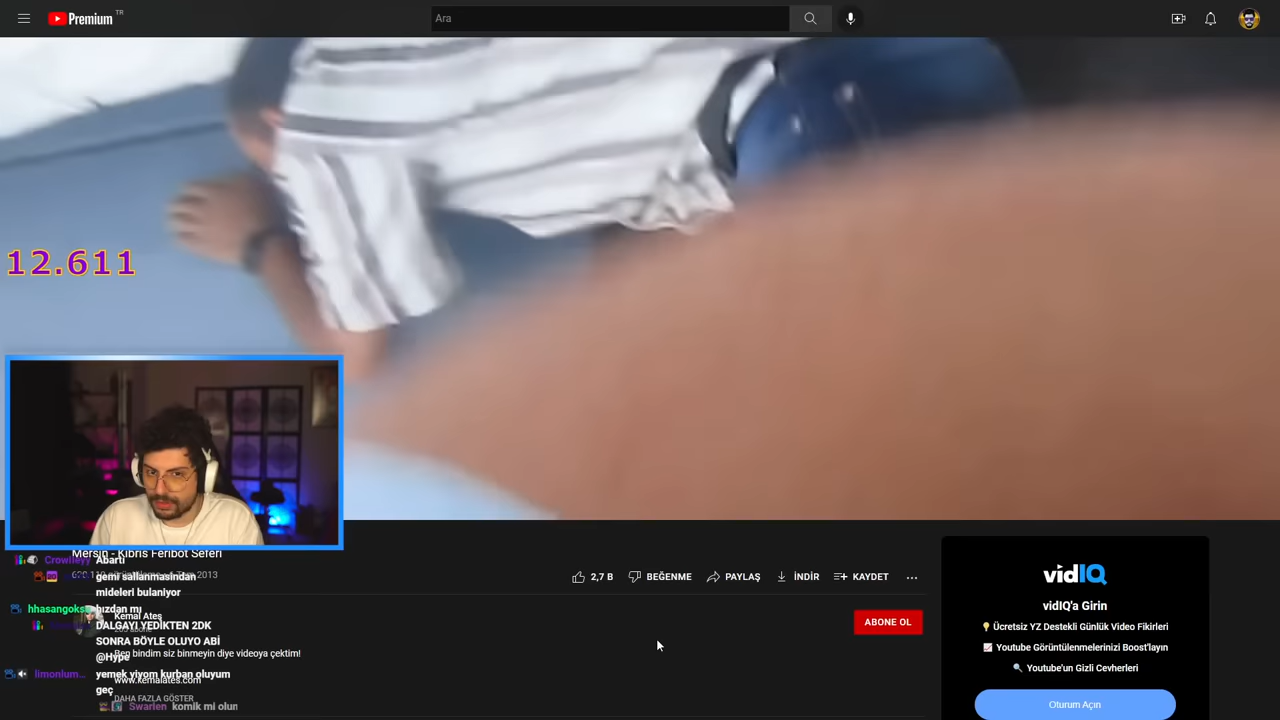 Premium TR
Ara
12.611
Mersin - Kıbrıs Feribot Seferi
2013
2,7 B
BEĞENME
PAYLAŞ
İNDİR
KAYDET
Crowlleyy Abartı
gemi sallanmasından
mideleri bulanıyor
hhasangoks hızdan mı
DALGAYI YEDİKTEN 2DK
SONRA BÖYLE OLUYO ABİ
@Hype
limonlum... yemek yiyom kurban oluyum
geç
Swarlen komik mi olun
Kemal Ateş
ABONE OL
Ben bindim siz binmeyin diye videoya çektim!
www.kemalates.com
DAHA FAZLA GÖSTER
vidIQ
vidIQ'a Girin
Ücretsiz YZ Destekli Günlük Video Fikirleri
Youtube Görüntülenmelerinizi Boost'layın
Youtube'un Gizli Cevherleri
Oturum Açın